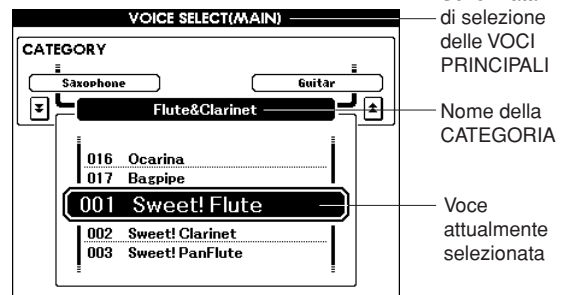 VOICE SELECT(MAIN)
di selezione
delle VOCI
PRINCIPALI
CATEGORY
Saxophone
Guitar
Flute&Clarinet
Nome della
CATEGORIA
016 Ocarina
017 Bagpipe
001 Sweet! Flute
002 Sweet! Clarinet
003 Sweet! PanFlute
Voce
attualmente
selezionata